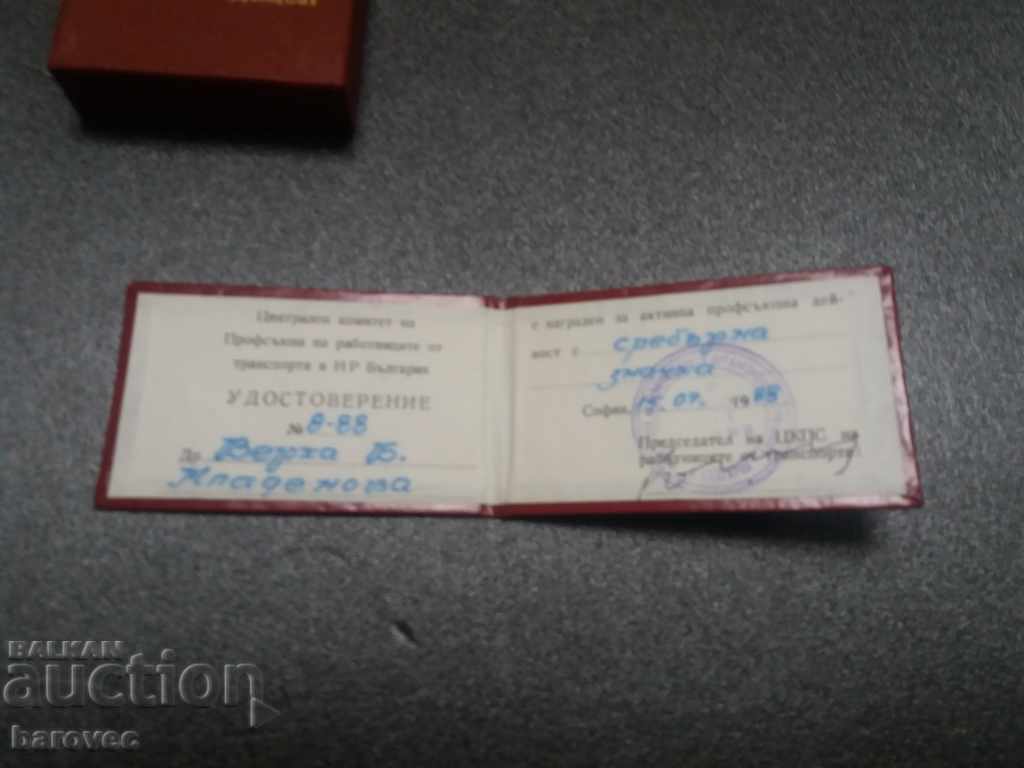 Централен комитет на
Профсъюза на работниците от
транспорта в НР България
УДОСТОВЕРЕНИЕ
№ 8-88
Др. Верка Б.
Младенова
е награден за активна профсъюзна дей-
ност с сребърна
значка
София, 15.07. 1988
Председател на ЦКПС на
работниците от транспорта:
BALKAN
auction
barovec